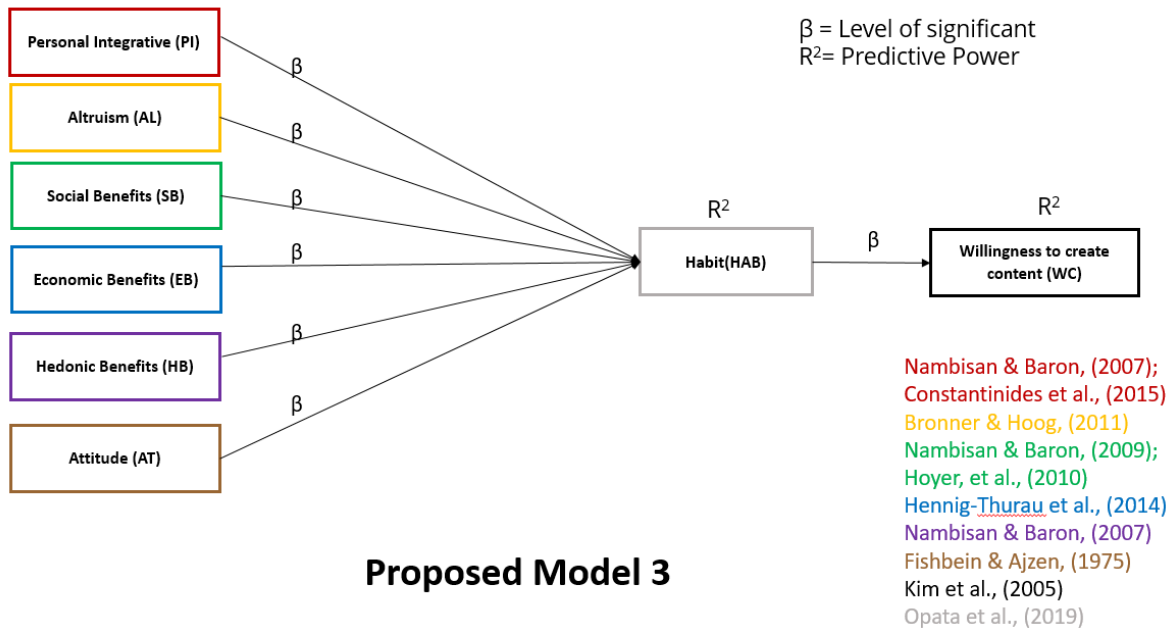 Personal Integrative (PI)
β = Level of significant
R²= Predictive Power
β
Altruism (AL)
β
Social Benefits (SB)
β
R²
R²
β
Economic Benefits (EB)
β
Habit(HAB)
Willingness to create
content (WC)
Hedonic Benefits (HB)
β
Attitude (AT)
β
Nambisan & Baron, (2007);
Constantinides et al., (2015)
Bronner & Hoog, (2011)
Nambisan & Baron, (2009);
Hoyer, et al., (2010)
Hennig-Thurau et al., (2014)
Nambisan & Baron, (2007)
Fishbein & Ajzen, (1975)
Kim et al., (2005)
Opata et al., (2019)
Proposed Model 3